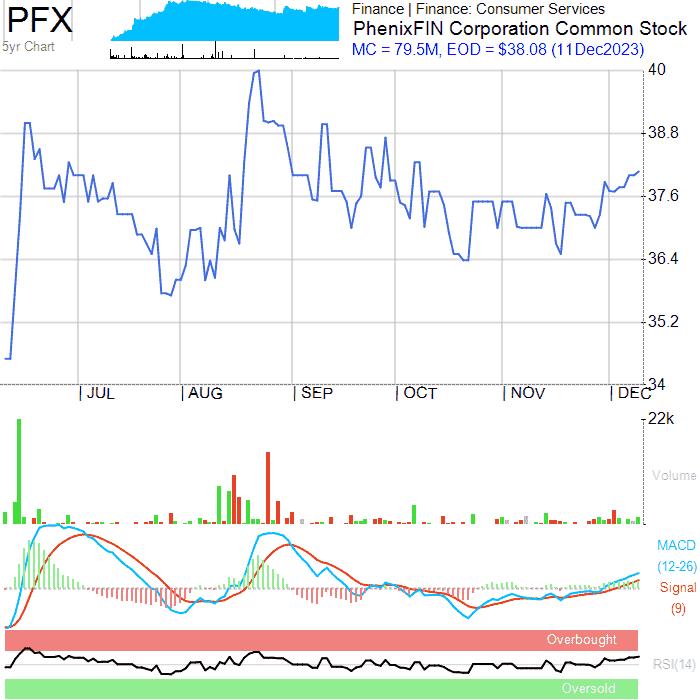 PFX
5yr Chart
Finance | Finance: Consumer Services
PhenixFIN Corporation Common Stock
MC = 79.5M, EOD = $38.08 (11Dec2023)
40
38.8
37.6
36.4
35.2
34
| JUL
| AUG
| SEP
| OCT
| NOV
| DEC
22k
Volume
MACD
(12-26)
Signal
(9)
Overbought
RSI(14)
Oversold